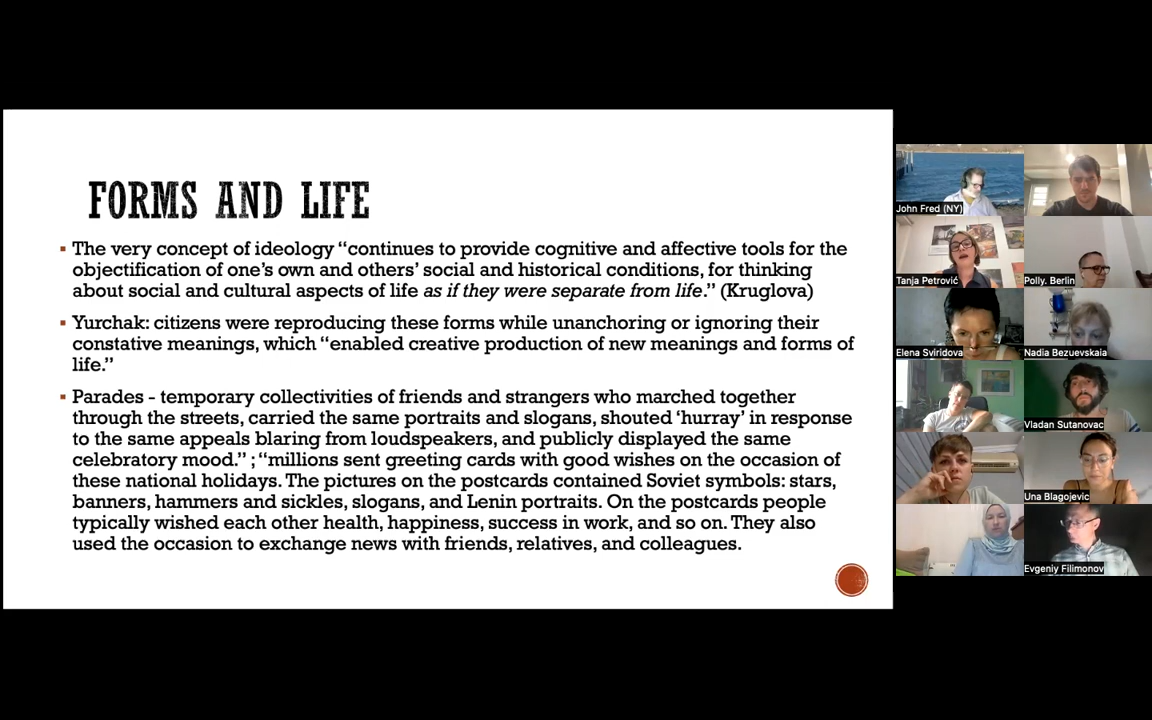 FORMS AND LIFE
▪ The very concept of ideology “continues to provide cognitive and affective tools for the
objectification of one’s own and others’ social and historical conditions, for thinking
about social and cultural aspects of life as if they were separate from life.” (Kruglova)
▪ Yurchak: citizens were reproducing these forms while unanchoring or ignoring their
constative meanings, which “enabled creative production of new meanings and forms of
life.”
▪ Parades - temporary collectivities of friends and strangers who marched together
through the streets, carried the same portraits and slogans, shouted ‘hurray’ in response
to the same appeals blaring from loudspeakers, and publicly displayed the same
celebratory mood.” ; “millions sent greeting cards with good wishes on the occasion of
these national holidays. The pictures on the postcards contained Soviet symbols: stars,
banners, hammers and sickles, slogans, and Lenin portraits. On the postcards people
typically wished each other health, happiness, success in work, and so on. They also
used the occasion to exchange news with friends, relatives, and colleagues.
John Fred (NY)
Tanja Petrović
Polly. Berlin
Elena Sviridova
Nadia Bezuevskaia
Vladan Sutanovac
Una Blagojevic
Evgeniy Filimonov